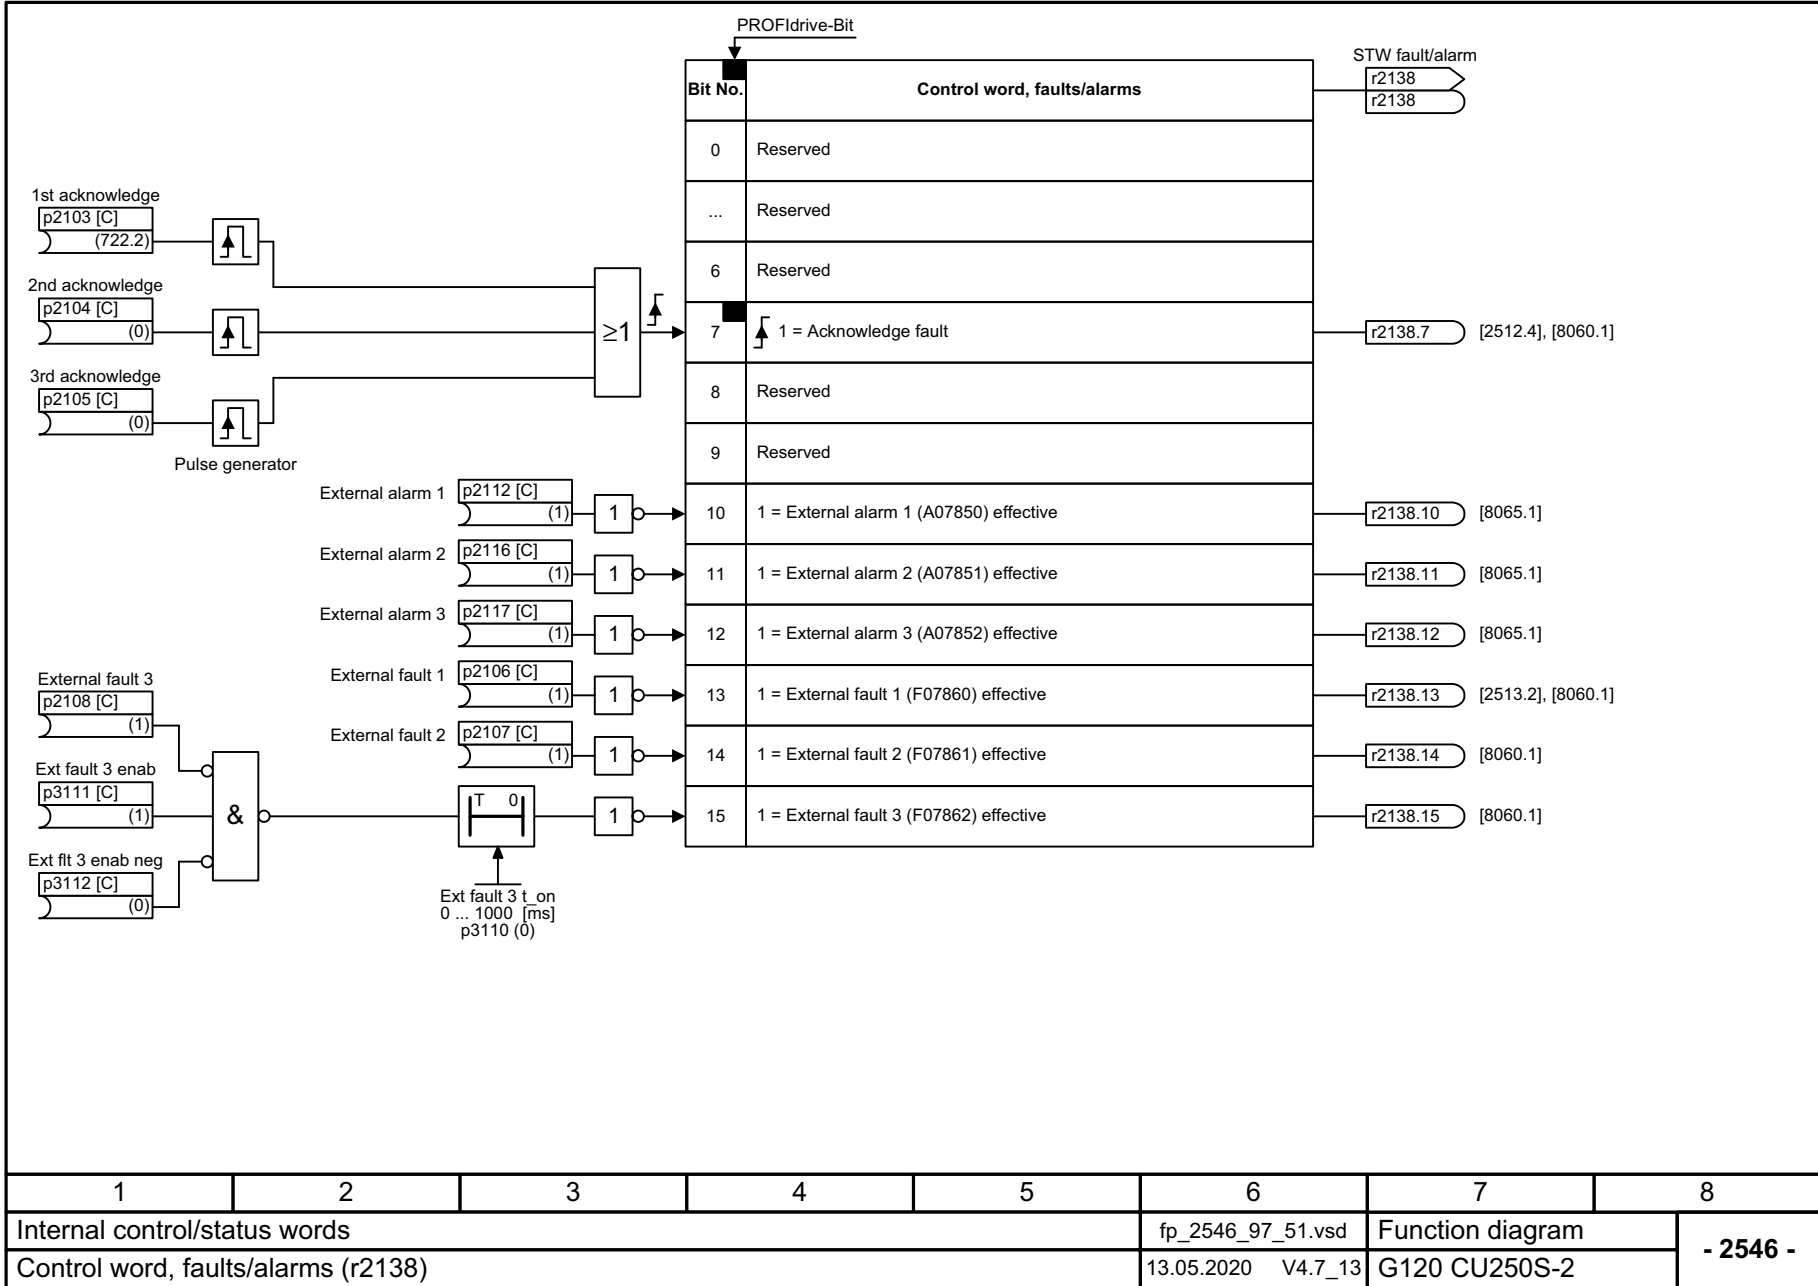 PROFIdrive-Bit
STW fault/alarm
r2138
r2138
Bit No. Control word, faults/alarms
0 Reserved
... Reserved
6 Reserved
7 1 = Acknowledge fault r2138.7 [2512.4], [8060.1]
8 Reserved
9 Reserved
10 1 = External alarm 1 (A07850) effective r2138.10 [8065.1]
11 1 = External alarm 2 (A07851) effective r2138.11 [8065.1]
12 1 = External alarm 3 (A07852) effective r2138.12 [8065.1]
13 1 = External fault 1 (F07860) effective r2138.13 [2513.2], [8060.1]
14 1 = External fault 2 (F07861) effective r2138.14 [8060.1]
15 1 = External fault 3 (F07862) effective r2138.15 [8060.1]
1st acknowledge
p2103 [C]
(722.2)
2nd acknowledge
p2104 [C]
(0)
3rd acknowledge
p2105 [C]
(0)
Pulse generator
≥1
External alarm 1 p2112 [C]
(1) 1
External alarm 2 p2116 [C]
(1) 1
External alarm 3 p2117 [C]
(1) 1
External fault 1 p2106 [C]
(1) 1
External fault 2 p2107 [C]
(1) 1
External fault 3
p2108 [C]
(1)
Ext fault 3 enab
p3111 [C]
(1)
Ext flt 3 enab neg
p3112 [C]
(0)
&
T 0
1
Ext fault 3 t_on
0 ... 1000 [ms]
p3110 (0)
1 2 3 4 5 6 7 8
Internal control/status words fp_2546_97_51.vsd Function diagram
- 2546 -
Control word, faults/alarms (r2138) 13.05.2020 V4.7_13 G120 CU250S-2